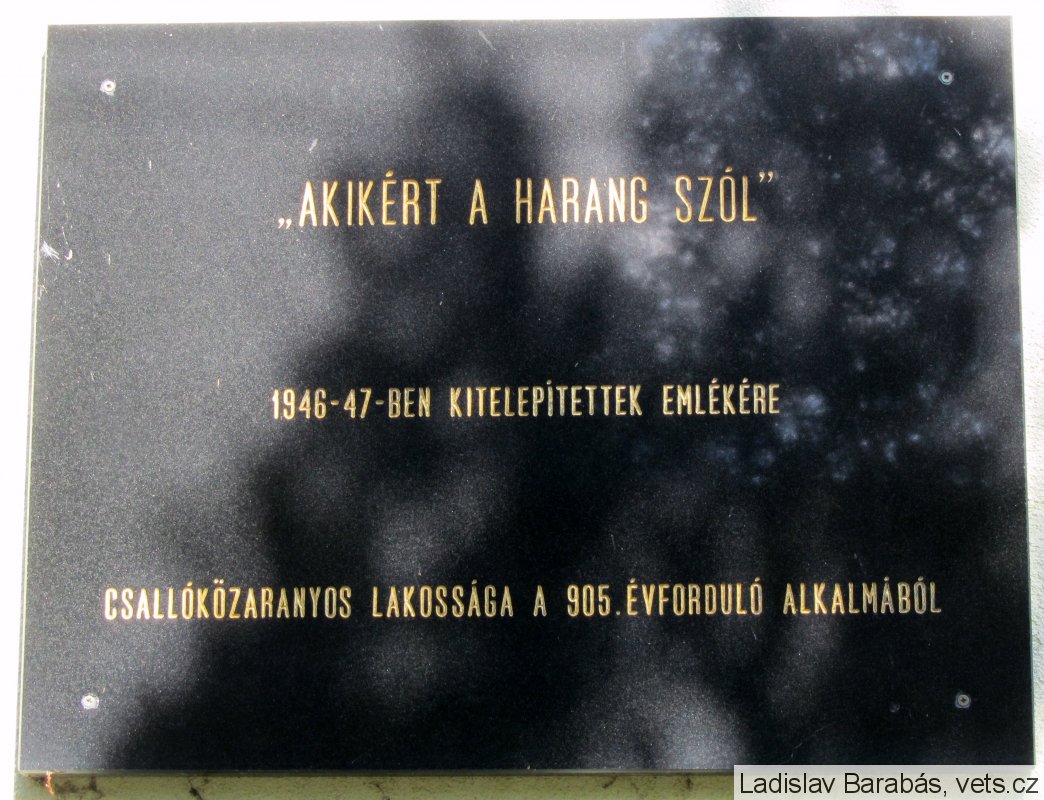 „AKIKÉRT A HARANG SZÓL”
1946-47-BEN KITELEPÍTETTEK EMLÉKÉRE
CSALLÓKÖZARANYOS LAKOSSÁGA A 905. ÉVFORDULÓ ALKALMÁBÓL
Ladislav Barabás, vets.cz